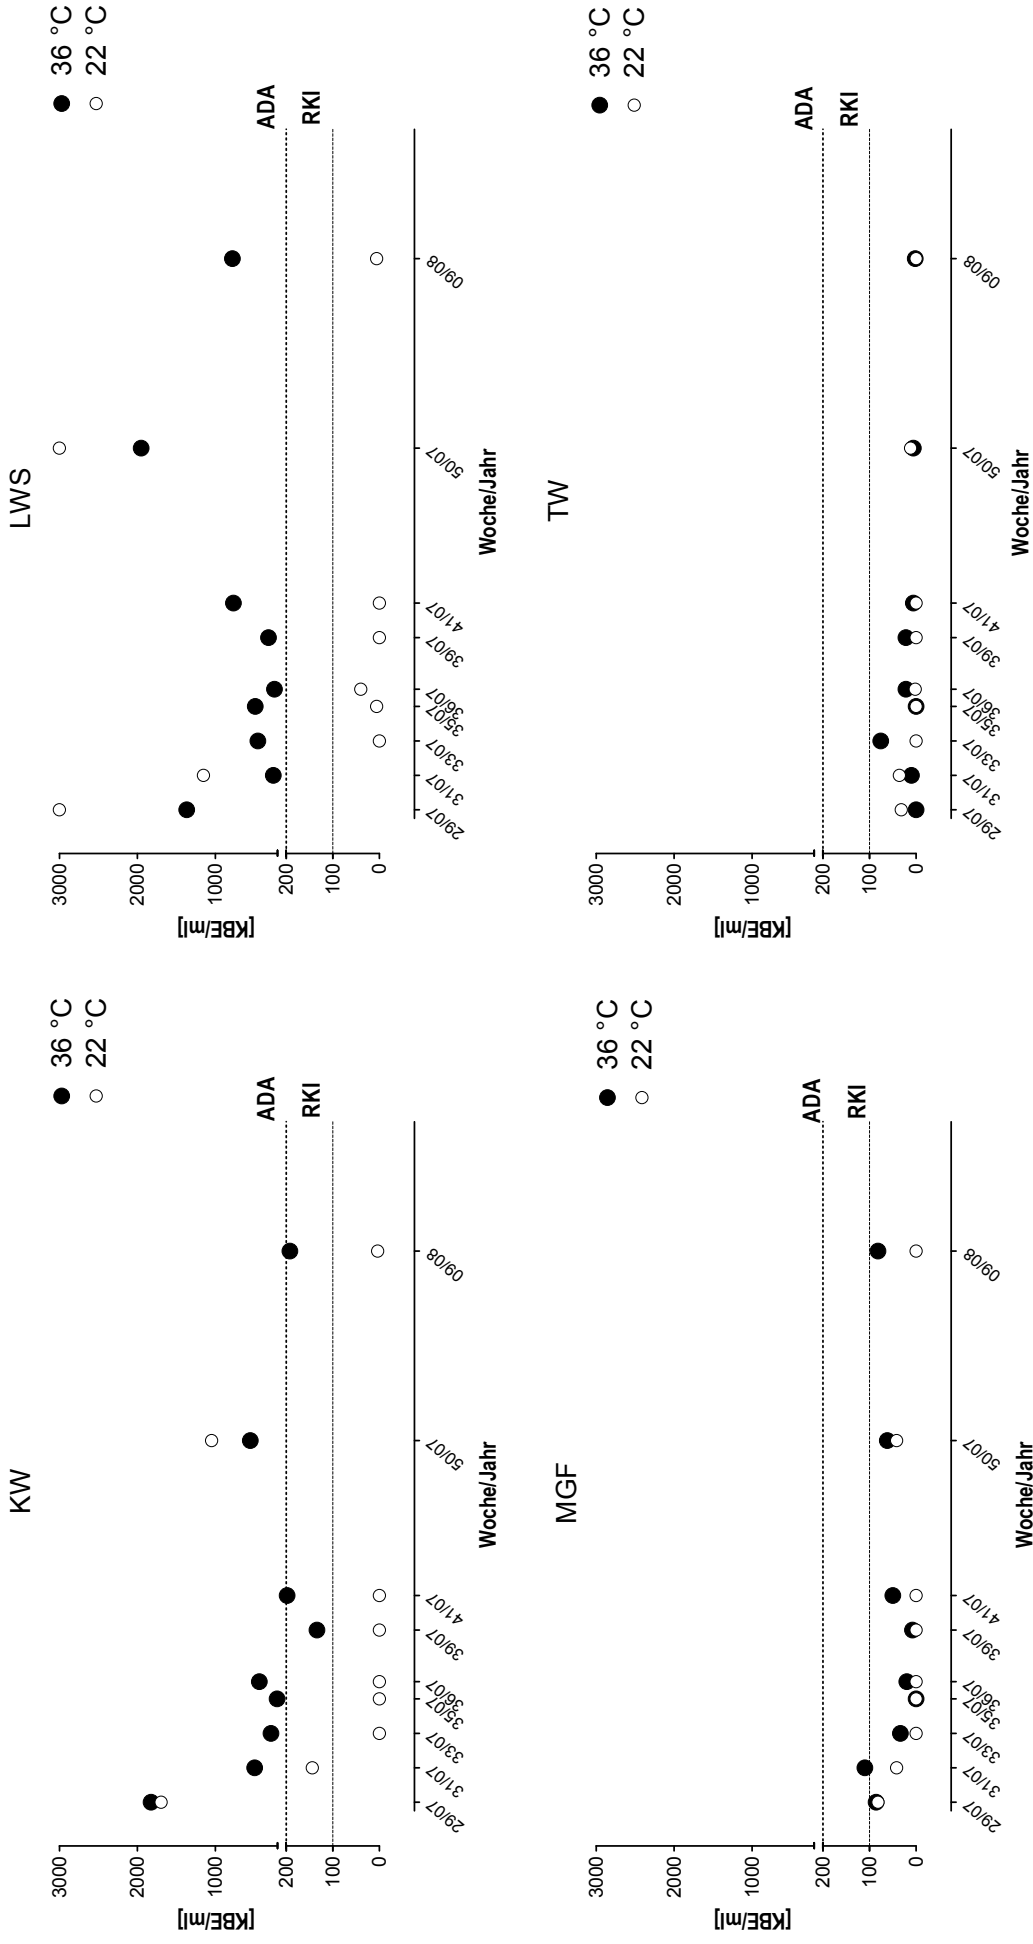 KW
● 36 °C
○ 22 °C
3000
2000
1000
200
100
0
[KBE/ml]
ADA
RKI
29/07
31/07
33/07
35/07
36/07
39/07
41/07
50/07
09/08
Woche/Jahr
LWS
● 36 °C
○ 22 °C
3000
2000
1000
200
100
0
[KBE/ml]
ADA
RKI
29/07
31/07
33/07
35/07
36/07
39/07
41/07
50/07
09/08
Woche/Jahr
MGF
● 36 °C
○ 22 °C
3000
2000
1000
200
100
0
[KBE/ml]
ADA
RKI
29/07
31/07
33/07
35/07
36/07
39/07
41/07
50/07
09/08
Woche/Jahr
TW
● 36 °C
○ 22 °C
3000
2000
1000
200
100
0
[KBE/ml]
ADA
RKI
29/07
31/07
33/07
35/07
36/07
39/07
41/07
50/07
09/08
Woche/Jahr